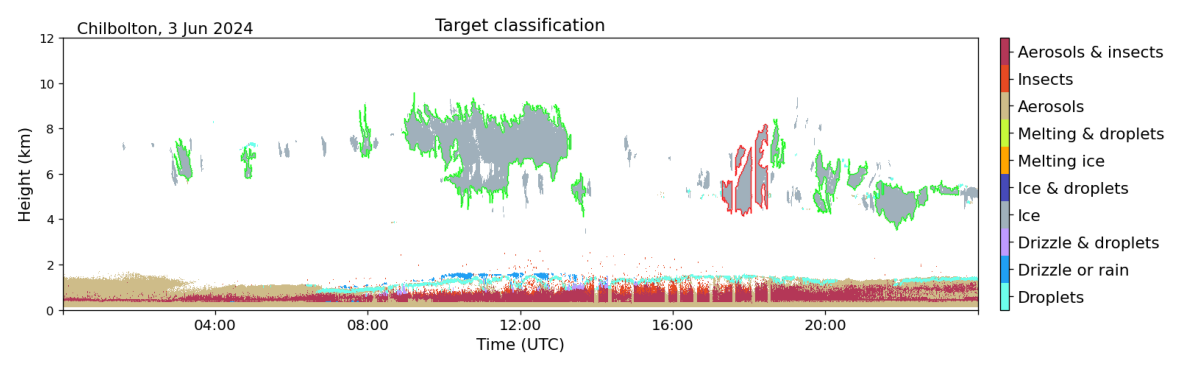 Chilbolton, 3 Jun 2024
Target classification
12
10
8
6
4
2
0
Height (km)
04:00
08:00
12:00
16:00
20:00
Time (UTC)
Aerosols & insects
Insects
Aerosols
Melting & droplets
Melting ice
Ice & droplets
Ice
Drizzle & droplets
Drizzle or rain
Droplets